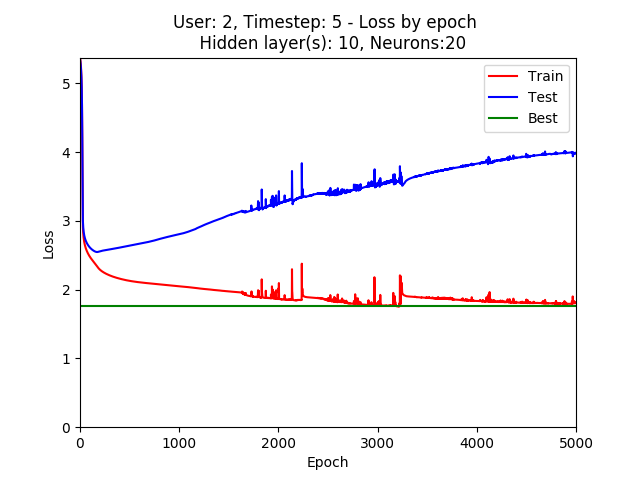 User: 2, Timestep: 5 - Loss by epoch
Hidden layer(s): 10, Neurons:20
Train
Test
Best
Loss
5
4
3
2
1
0
0 1000 2000 3000 4000 5000
Epoch